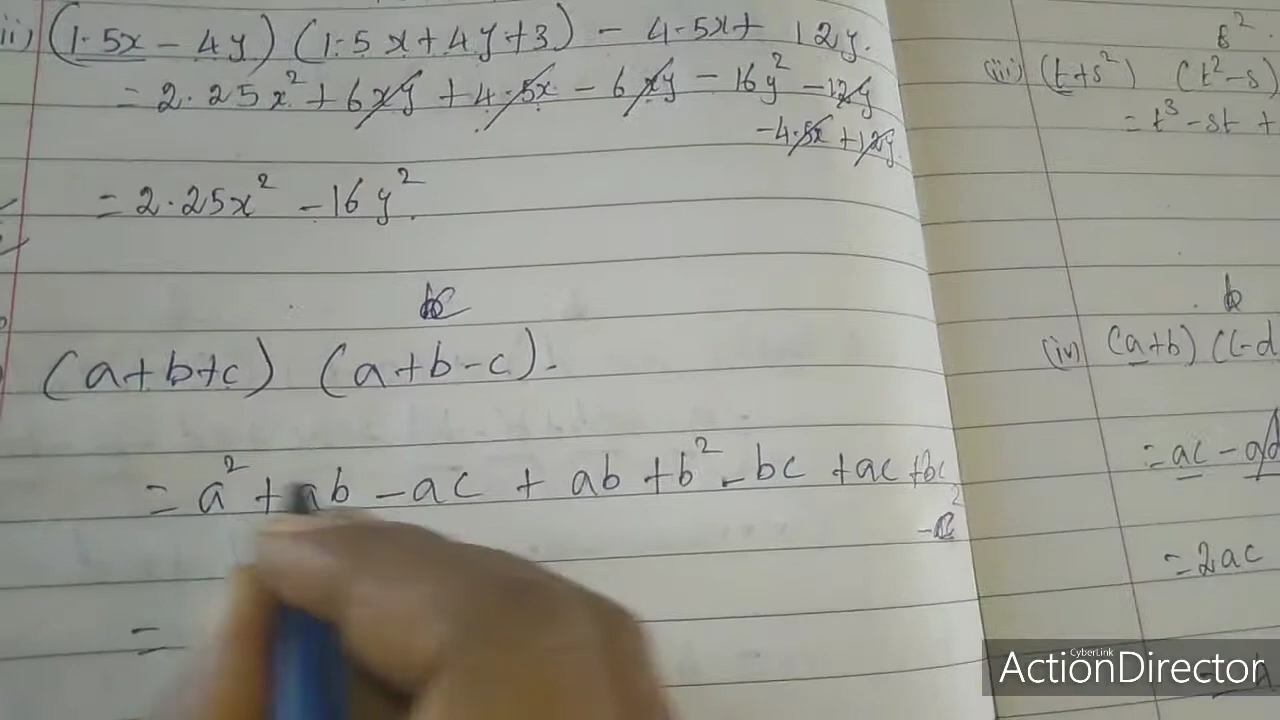 ii) (1.5x - 4y) (1.5x + 4y + 3) - 4.5x + 12y.
= 2.25x² + 6xy + 4.5x - 6xy - 16y² - 12y
- 4.5x + 12y.
= 2.25x² - 16y².
(a+b+c) (a+b-c).
= a² + ab - ac + ab + b² - bc + ac + bc
- c²
=
(iii) (t+s²) (t²-s)
= t³ - st +
(iv) (a+b) (c-d
= ac - ad
= 2ac
CyberLink
ActionDirector